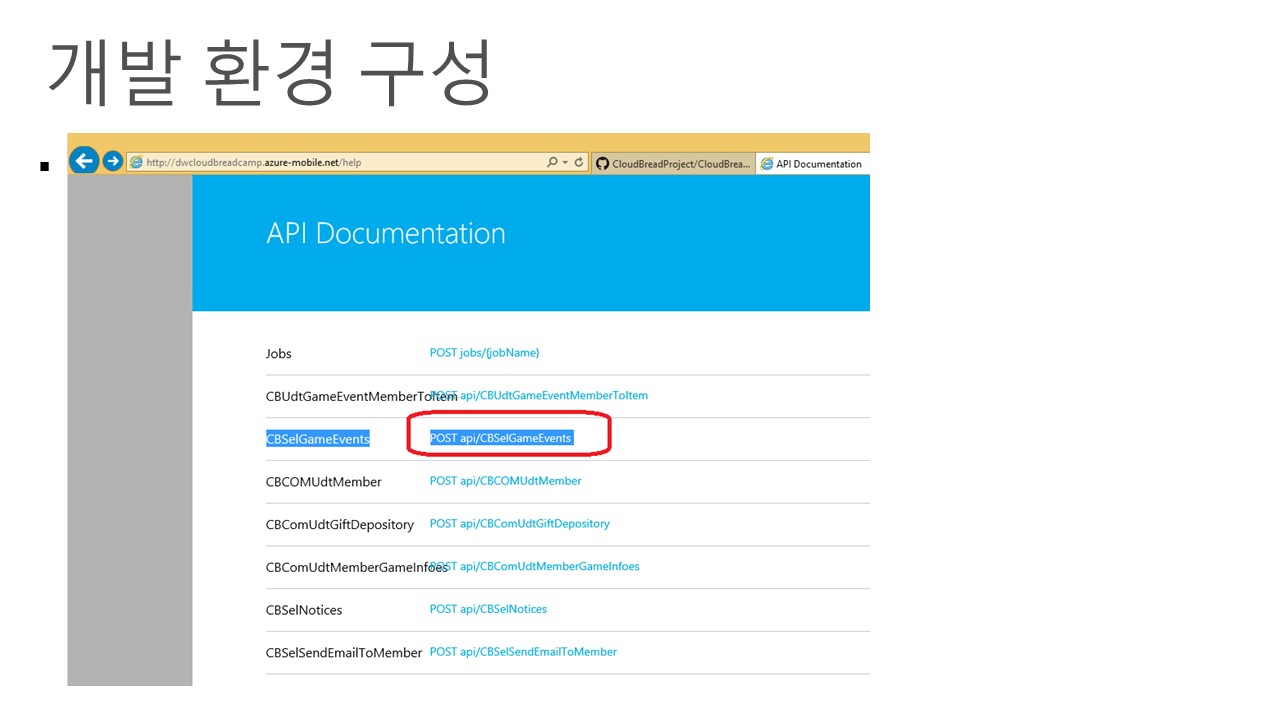 개발 환경 구성
http://dwcloudbreadcamp.azure-mobile.net/help
CloudBreadProject/CloudBrea...
API Documentation
API Documentation
Jobs POST jobs/{jobName}
CBUdtGameEventMemberToItem POST api/CBUdtGameEventMemberToItem
CBSelGameEvents POST api/CBSelGameEvents
CBCOMUdtMember POST api/CBCOMUdtMember
CBComUdtGiftDepository POST api/CBComUdtGiftDepository
CBComUdtMemberGameInfoes POST api/CBComUdtMemberGameInfoes
CBSelNotices POST api/CBSelNotices
CBSelSendEmailToMember POST api/CBSelSendEmailToMember